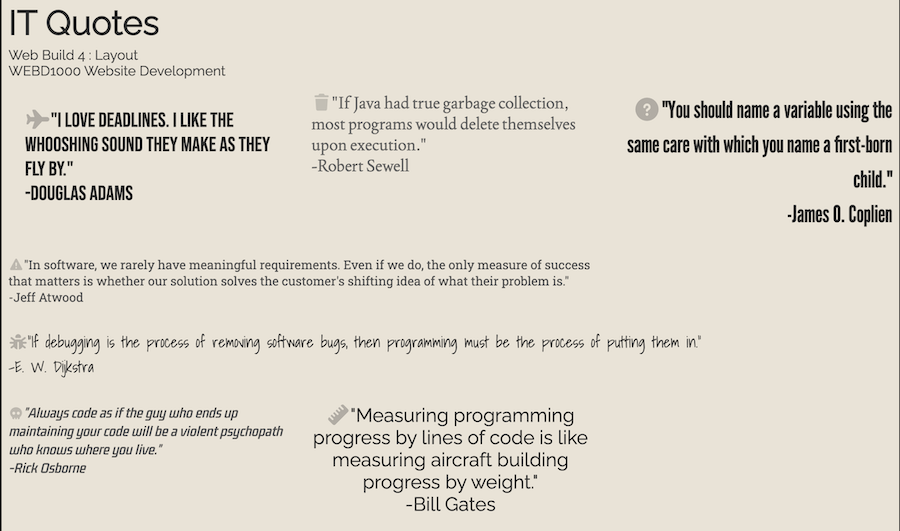 IT Quotes
Web Build 4 : Layout
WEBD1000 Website Development
"I LOVE DEADLINES. I LIKE THE
WHOOSHING SOUND THEY MAKE AS THEY
FLY BY."
-DOUGLAS ADAMS
"If Java had true garbage collection,
most programs would delete themselves
upon execution."
-Robert Sewell
"You should name a variable using the
same care with which you name a first-born
child."
-James O. Coplien
"In software, we rarely have meaningful requirements. Even if we do, the only measure of success
that matters is whether our solution solves the customer's shifting idea of what their problem is."
-Jeff Atwood
"If debugging is the process of removing software bugs, then programming must be the process of putting them in."
-E. W. Dijkstra
"Always code as if the guy who ends up
maintaining your code will be a violent psychopath
who knows where you live."
-Rick Osborne
"Measuring programming
progress by lines of code is like
measuring aircraft building
progress by weight."
-Bill Gates